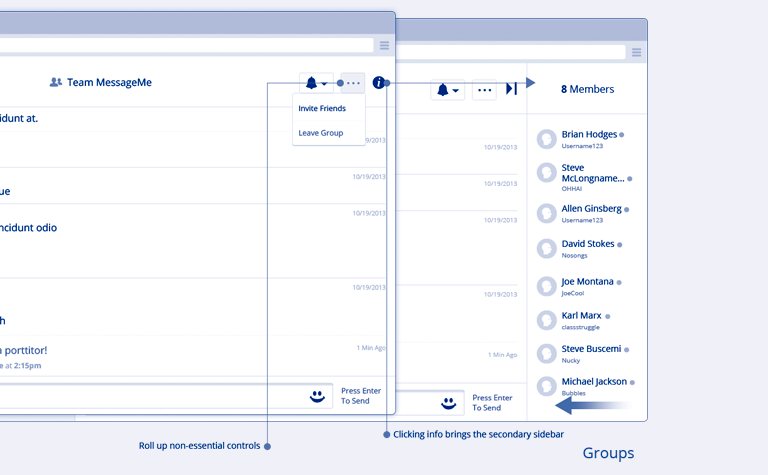 Team MessageMe
Invite Friends
Leave Group
idunt at.
10/19/2013
10/19/2013
ue
10/19/2013
ncidunt odio
10/19/2013
h
a porttitor!
1 Min Ago
e at 2:15pm
Press Enter
To Send
10/19/2013
10/19/2013
10/19/2013
10/19/2013
1 Min Ago
Press Enter
To Send
8 Members
Brian Hodges
Username123
Steve
McLongname...
OHHAI
Allen Ginsberg
Username123
David Stokes
Nosongs
Joe Montana
JoeCool
Karl Marx
classstruggle
Steve Buscemi
Nucky
Michael Jackson
Bubbles
Roll up non-essential controls
Clicking info brings the secondary sidebar
Groups